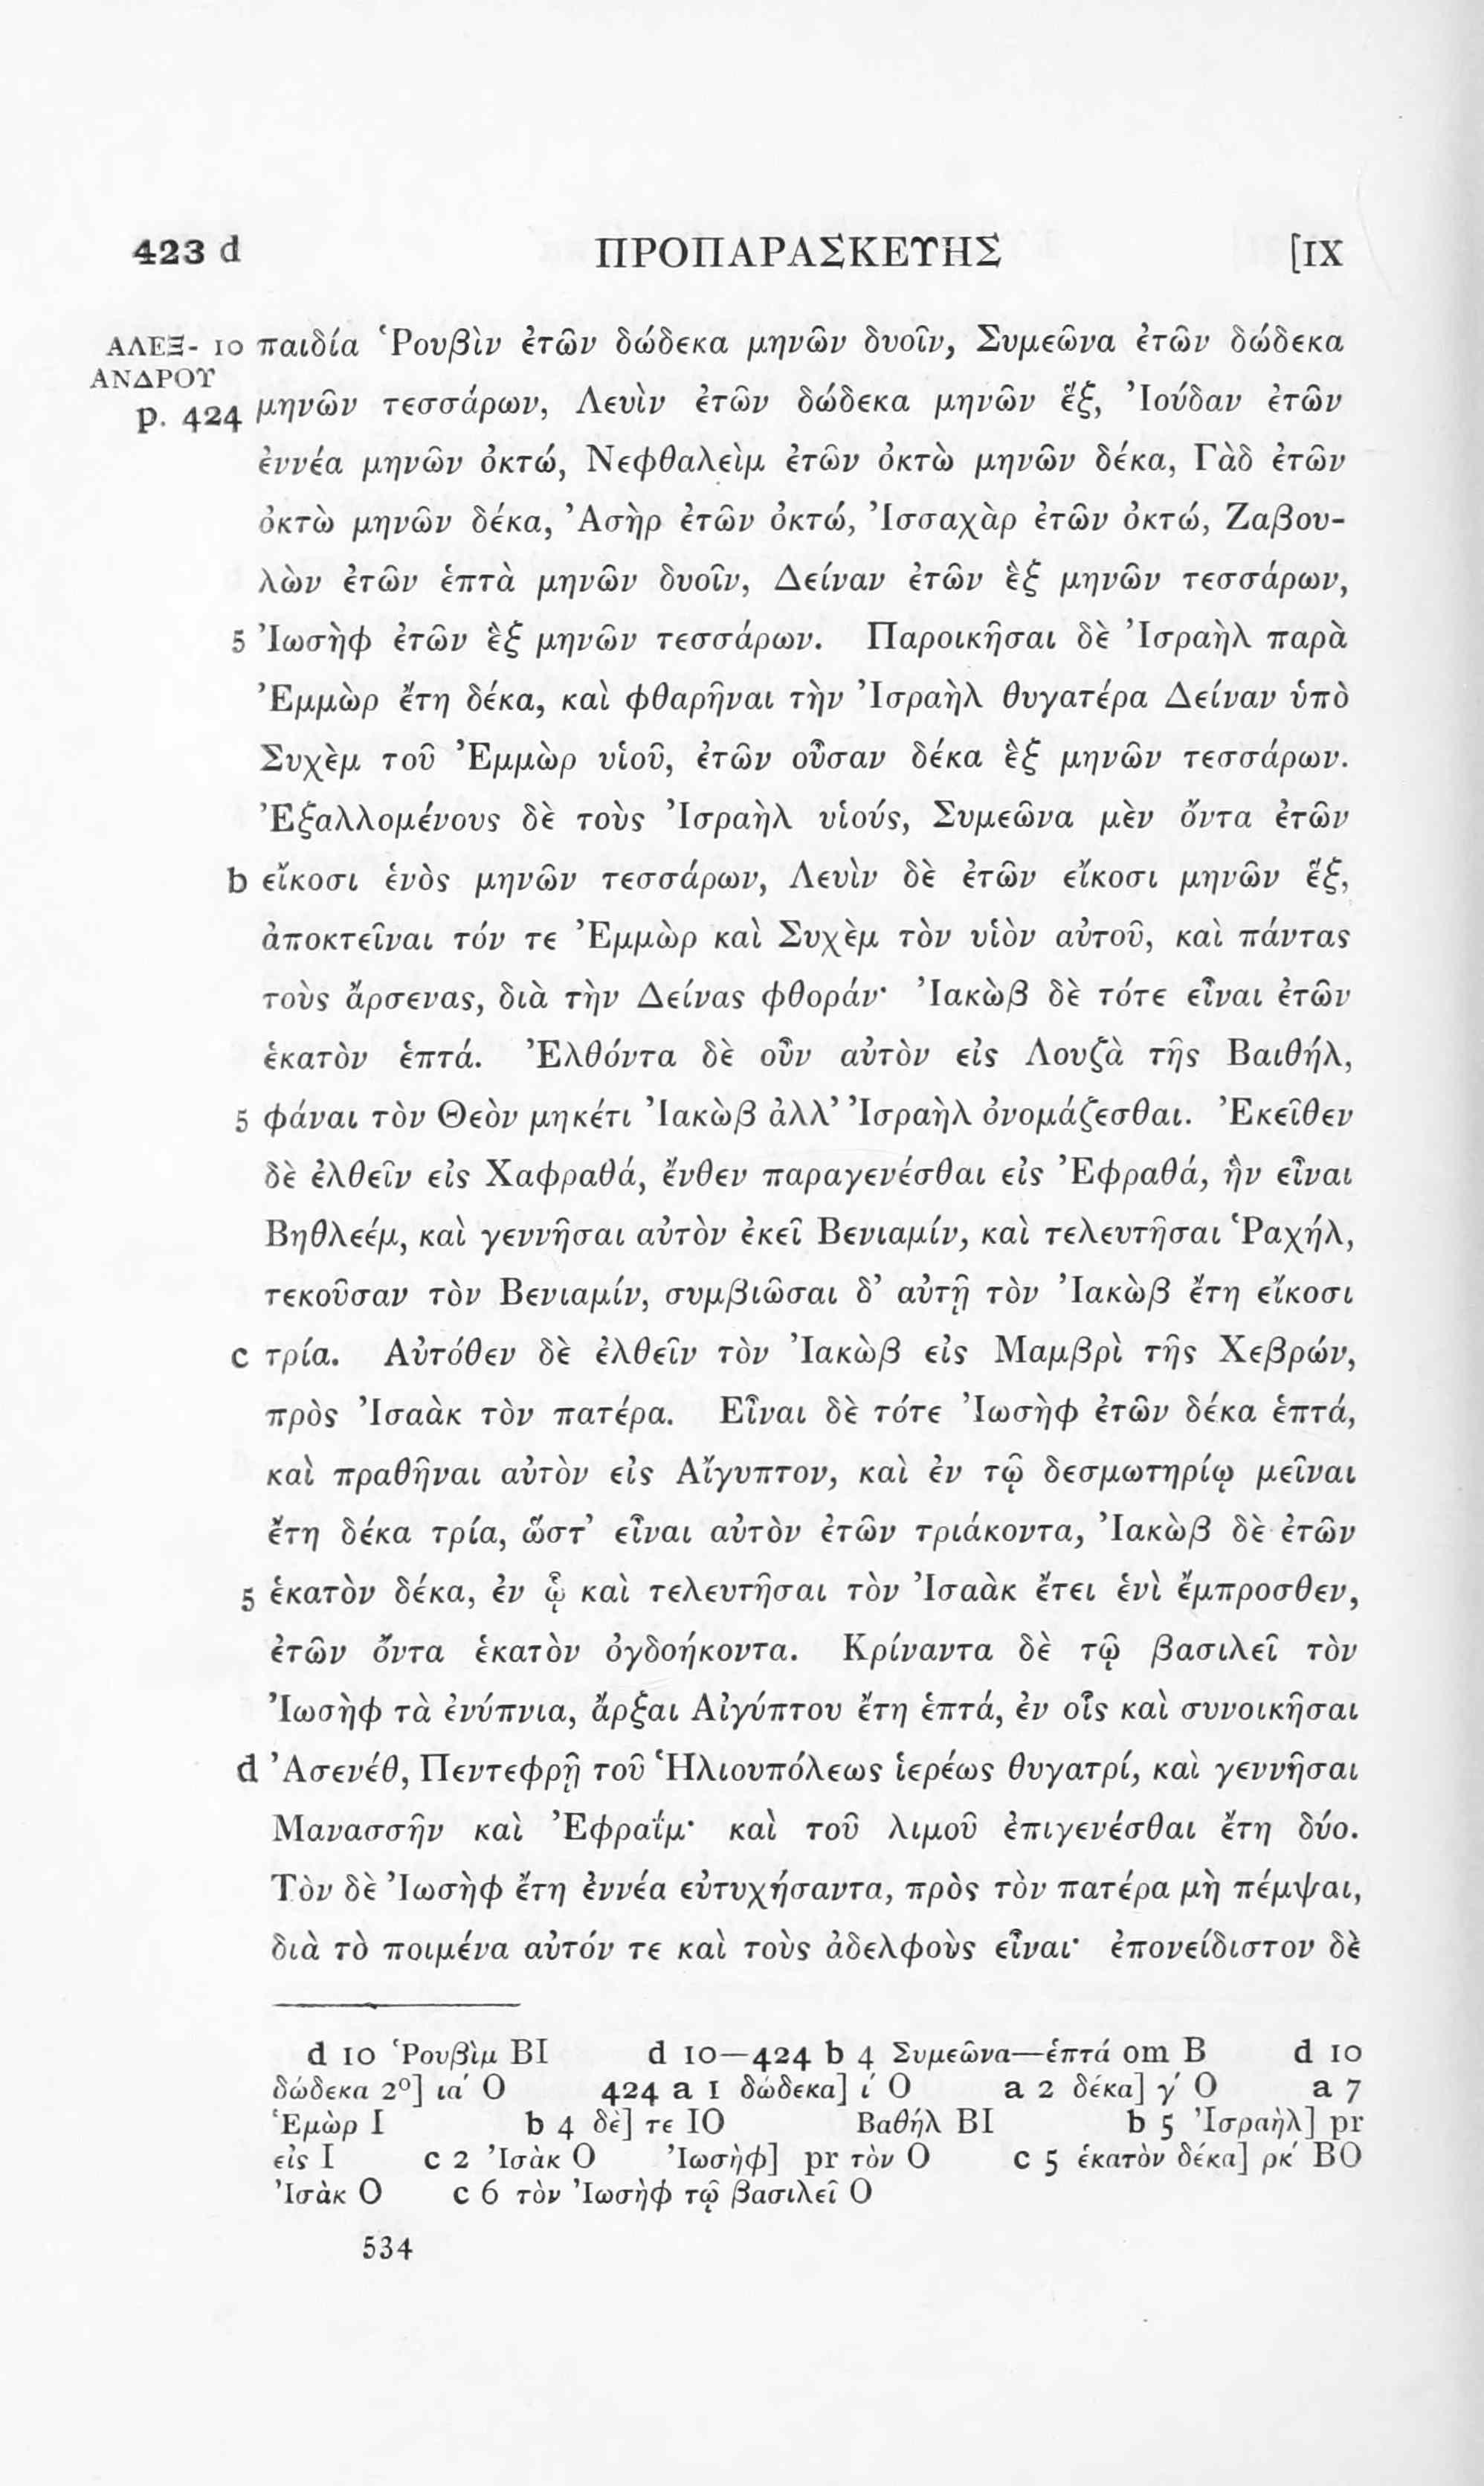 423 d ΠΡΟΠΑΡΑΣΚΕΥΗΣ [IX
ΑΛΕΞ- 10 παιδία Ῥουβὶν ἐτῶν δώδεκα μηνῶν δυοῖν, Συμεῶνα ἐτῶν δώδεκα
ΑΝΔΡΟΥ
p. 424 μηνῶν τεσσάρων, Λευὶν ἐτῶν δώδεκα μηνῶν ἕξ, Ἰούδαν ἐτῶν
ἐννέα μηνῶν ὀκτώ, Νεφθαλεὶμ ἐτῶν ὀκτὼ μηνῶν δέκα, Γὰδ ἐτῶν
ὀκτὼ μηνῶν δέκα, Ἀσὴρ ἐτῶν ὀκτώ, Ἰσσαχὰρ ἐτῶν ὀκτώ, Ζαβου-
λὼν ἐτῶν ἑπτὰ μηνῶν δυοῖν, Δείναν ἐτῶν ἓξ μηνῶν τεσσάρων,
5 Ἰωσὴφ ἐτῶν ἓξ μηνῶν τεσσάρων. Παροικῆσαι δὲ Ἰσραὴλ παρὰ
Ἐμμὼρ ἔτη δέκα, καὶ φθαρῆναι τὴν Ἰσραὴλ θυγατέρα Δείναν ὑπὸ
Συχὲμ τοῦ Ἐμμὼρ υἱοῦ, ἐτῶν οὖσαν δέκα ἓξ μηνῶν τεσσάρων.
Ἐξαλλομένους δὲ τοὺς Ἰσραὴλ υἱούς, Συμεῶνα μὲν ὄντα ἐτῶν
b εἴκοσι ἑνὸς μηνῶν τεσσάρων, Λευὶν δὲ ἐτῶν εἴκοσι μηνῶν ἕξ,
ἀποκτεῖναι τόν τε Ἐμμὼρ καὶ Συχὲμ τὸν υἱὸν αὐτοῦ, καὶ πάντας
τοὺς ἄρσενας, διὰ τὴν Δείνας φθοράν· Ἰακὼβ δὲ τότε εἶναι ἐτῶν
ἑκατὸν ἑπτά. Ἐλθόντα δὲ οὖν αὐτὸν εἰς Λουζὰ τῆς Βαιθήλ,
5 φάναι τὸν Θεὸν μηκέτι Ἰακὼβ ἀλλ’ Ἰσραὴλ ὀνομάζεσθαι. Ἐκεῖθεν
δὲ ἐλθεῖν εἰς Χαφραθά, ἔνθεν παραγενέσθαι εἰς Ἐφραθά, ἣν εἶναι
Βηθλεέμ, καὶ γεννῆσαι αὐτὸν ἐκεῖ Βενιαμίν, καὶ τελευτῆσαι Ῥαχήλ,
τεκοῦσαν τὸν Βενιαμίν, συμβιῶσαι δ’ αὐτῇ τὸν Ἰακὼβ ἔτη εἴκοσι
c τρία. Αὐτόθεν δὲ ἐλθεῖν τὸν Ἰακὼβ εἰς Μαμβρὶ τῆς Χεβρών,
πρὸς Ἰσαὰκ τὸν πατέρα. Εἶναι δὲ τότε Ἰωσὴφ ἐτῶν δέκα ἑπτά,
καὶ πραθῆναι αὐτὸν εἰς Αἴγυπτον, καὶ ἐν τῷ δεσμωτηρίῳ μεῖναι
ἔτη δέκα τρία, ὥστ’ εἶναι αὐτὸν ἐτῶν τριάκοντα, Ἰακὼβ δὲ ἐτῶν
5 ἑκατὸν δέκα, ἐν ᾧ καὶ τελευτῆσαι τὸν Ἰσαὰκ ἔτει ἑνὶ ἔμπροσθεν,
ἐτῶν ὄντα ἑκατὸν ὀγδοήκοντα. Κρίναντα δὲ τῷ βασιλεῖ τὸν
Ἰωσὴφ τὰ ἐνύπνια, ἄρξαι Αἰγύπτου ἔτη ἑπτά, ἐν οἷς καὶ συνοικῆσαι
d Ἀσενέθ, Πεντεφρῇ τοῦ Ἡλιουπόλεως ἱερέως θυγατρί, καὶ γεννῆσαι
Μανασσῆν καὶ Ἐφραΐμ· καὶ τοῦ λιμοῦ ἐπιγενέσθαι ἔτη δύο.
Τὸν δὲ Ἰωσὴφ ἔτη ἐννέα εὐτυχήσαντα, πρὸς τὸν πατέρα μὴ πέμψαι,
διὰ τὸ ποιμένα αὐτόν τε καὶ τοὺς ἀδελφοὺς εἶναι· ἐπονείδιστον δὲ
d 10 Ῥουβὶμ BI d 10—424 b 4 Συμεῶνα—ἑπτά om B d 10
δώδεκα 2º] ια′ O 424 a 1 δώδεκα] ι′ O a 2 δέκα] γ′ O a 7
Ἐμὼρ I b 4 δὲ] τε IO Βαθήλ BI b 5 Ἰσραὴλ] pr
εἰς I c 2 Ἰσὰκ O Ἰωσὴφ] pr τὸν O c 5 ἑκατὸν δέκα] ρκ′ BO
Ἰσὰκ O c 6 τὸν Ἰωσὴφ τῷ βασιλεῖ O
534